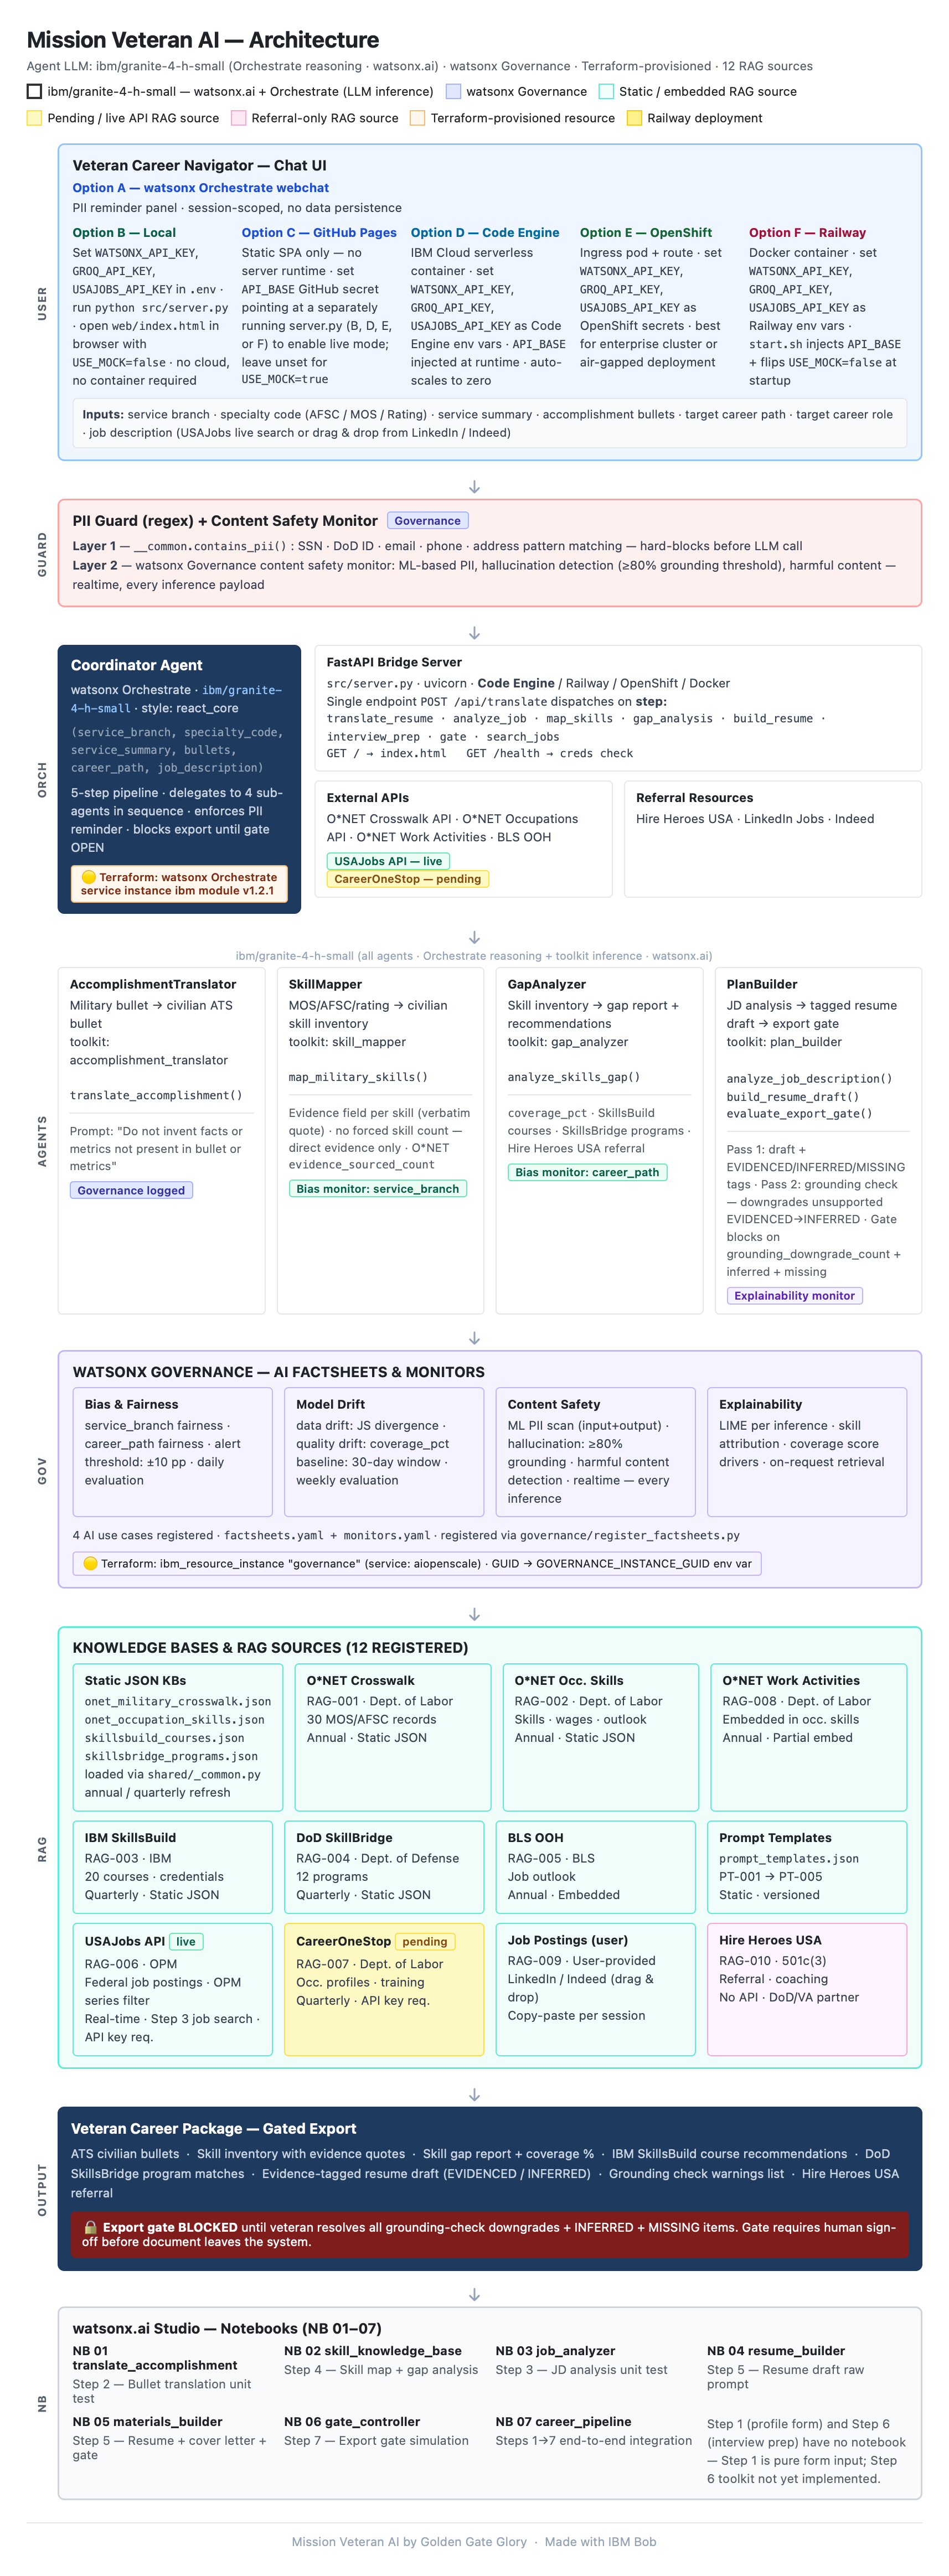 Mission Veteran AI — Architecture
Agent LLM: ibm/granite-4-h-small (Orchestrate reasoning · watsonx.ai) · watsonx Governance · Terraform-provisioned · 12 RAG sources
ibm/granite-4-h-small — watsonx.ai + Orchestrate (LLM inference)
watsonx Governance
Static / embedded RAG source
Pending / live API RAG source
Referral-only RAG source
Terraform-provisioned resource
Railway deployment
USER
Veteran Career Navigator — Chat UI
Option A — watsonx Orchestrate webchat
PII reminder panel · session-scoped, no data persistence
Option B — Local
Set WATSONX_API_KEY,
GROQ_API_KEY,
USAJOBS_API_KEY in .env ·
run python src/server.py
· open web/index.html in
browser with
USE_MOCK=false · no cloud,
no container required
Option C — GitHub Pages
Static SPA only — no
server runtime · set
API_BASE GitHub secret
pointing at a separately
running server.py (B, D, E,
or F) to enable live mode;
leave unset for
USE_MOCK=true
Option D — Code Engine
IBM Cloud serverless
container · set
WATSONX_API_KEY,
GROQ_API_KEY,
USAJOBS_API_KEY as Code
Engine env vars · API_BASE
injected at runtime · auto-
scales to zero
Option E — OpenShift
Ingress pod + route · set
WATSONX_API_KEY,
GROQ_API_KEY,
USAJOBS_API_KEY as
OpenShift secrets · best
for enterprise cluster or
air-gapped deployment
Option F — Railway
Docker container · set
WATSONX_API_KEY,
GROQ_API_KEY,
USAJOBS_API_KEY as
Railway env vars ·
start.sh injects API_BASE
+ flips USE_MOCK=false at
startup
Inputs: service branch · specialty code (AFSC / MOS / Rating) · service summary · accomplishment bullets · target career path · target career role
· job description (USAJobs live search or drag & drop from LinkedIn / Indeed)
GUARD
PII Guard (regex) + Content Safety Monitor Governance
Layer 1 — __common.contains_pii() : SSN · DoD ID · email · phone · address pattern matching — hard-blocks before LLM call
Layer 2 — watsonx Governance content safety monitor: ML-based PII, hallucination detection (≥80% grounding threshold), harmful content —
realtime, every inference payload
ORCH
Coordinator Agent
watsonx Orchestrate · ibm/granite-
4-h-small · style: react_core
(service_branch, specialty_code,
service_summary, bullets,
career_path, job_description)
5-step pipeline · delegates to 4 sub-
agents in sequence · enforces PII
reminder · blocks export until gate
OPEN
Terraform: watsonx Orchestrate
service instance ibm module v1.2.1
FastAPI Bridge Server
src/server.py · uvicorn · Code Engine / Railway / OpenShift / Docker
Single endpoint POST /api/translate dispatches on step:
translate_resume · analyze_job · map_skills · gap_analysis · build_resume ·
interview_prep · gate · search_jobs
GET / → index.html GET /health → creds check
External APIs
O*NET Crosswalk API · O*NET Occupations
API · O*NET Work Activities · BLS OOH
USAJobs API — live
CareerOneStop — pending
Referral Resources
Hire Heroes USA · LinkedIn Jobs · Indeed
ibm/granite-4-h-small (all agents · Orchestrate reasoning + toolkit inference · watsonx.ai)
AGENTS
AccomplishmentTranslator
Military bullet → civilian ATS
bullet
toolkit:
accomplishment_translator
translate_accomplishment()
Prompt: "Do not invent facts or
metrics not present in bullet or
metrics"
Governance logged
SkillMapper
MOS/AFSC/rating → civilian
skill inventory
toolkit: skill_mapper
map_military_skills()
Evidence field per skill (verbatim
quote) · no forced skill count —
direct evidence only · O*NET
evidence_sourced_count
Bias monitor: service_branch
GapAnalyzer
Skill inventory → gap report +
recommendations
toolkit: gap_analyzer
analyze_skills_gap()
coverage_pct · SkillsBuild
courses · SkillsBridge programs ·
Hire Heroes USA referral
Bias monitor: career_path
PlanBuilder
JD analysis → tagged resume
draft → export gate
toolkit: plan_builder
analyze_job_description()
build_resume_draft()
evaluate_export_gate()
Pass 1: draft +
EVIDENCED/INFERRED/MISSING
tags · Pass 2: grounding check
— downgrades unsupported
EVIDENCED→INFERRED · Gate
blocks on
grounding_downgrade_count +
inferred + missing
Explainability monitor
GOV
WATSONX GOVERNANCE — AI FACTSHEETS & MONITORS
Bias & Fairness
service_branch fairness ·
career_path fairness · alert
threshold: ±10 pp · daily
evaluation
Model Drift
data drift: JS divergence ·
quality drift: coverage_pct
baseline: 30-day window ·
weekly evaluation
Content Safety
ML PII scan (input+output) ·
hallucination: ≥80%
grounding · harmful content
detection · realtime — every
inference
Explainability
LIME per inference · skill
attribution · coverage score
drivers · on-request retrieval
4 AI use cases registered · factsheets.yaml + monitors.yaml · registered via governance/register_factsheets.py
Terraform: ibm_resource_instance "governance" (service: aiopenscale) · GUID → GOVERNANCE_INSTANCE_GUID env var
RAG
KNOWLEDGE BASES & RAG SOURCES (12 REGISTERED)
Static JSON KBs
onet_military_crosswalk.json
onet_occupation_skills.json
skillsbuild_courses.json
skillsbridge_programs.json
loaded via shared/_common.py
annual / quarterly refresh
O*NET Crosswalk
RAG-001 · Dept. of Labor
30 MOS/AFSC records
Annual · Static JSON
O*NET Occ. Skills
RAG-002 · Dept. of Labor
Skills · wages · outlook
Annual · Static JSON
O*NET Work Activities
RAG-008 · Dept. of Labor
Embedded in occ. skills
Annual · Partial embed
IBM SkillsBuild
RAG-003 · IBM
20 courses · credentials
Quarterly · Static JSON
DoD SkillBridge
RAG-004 · Dept. of Defense
12 programs
Quarterly · Static JSON
BLS OOH
RAG-005 · BLS
Job outlook
Annual · Embedded
Prompt Templates
prompt_templates.json
PT-001 → PT-005
Static · versioned
USAJobs API live
RAG-006 · OPM
Federal job postings · OPM
series filter
Real-time · Step 3 job search ·
API key req.
CareerOneStop pending
RAG-007 · Dept. of Labor
Occ. profiles · training
Quarterly · API key req.
Job Postings (user)
RAG-009 · User-provided
LinkedIn / Indeed (drag &
drop)
Copy-paste per session
Hire Heroes USA
RAG-010 · 501c(3)
Referral · coaching
No API · DoD/VA partner
OUTPUT
Veteran Career Package — Gated Export
ATS civilian bullets · Skill inventory with evidence quotes · Skill gap report + coverage % · IBM SkillsBuild course recommendations · DoD
SkillsBridge program matches · Evidence-tagged resume draft (EVIDENCED / INFERRED) · Grounding check warnings list · Hire Heroes USA
referral
Export gate BLOCKED until veteran resolves all grounding-check downgrades + INFERRED + MISSING items. Gate requires human sign-
off before document leaves the system.
NB
watsonx.ai Studio — Notebooks (NB 01–07)
NB 01
translate_accomplishment
Step 2 — Bullet translation unit
test
NB 02 skill_knowledge_base
Step 4 — Skill map + gap analysis
NB 03 job_analyzer
Step 3 — JD analysis unit test
NB 04 resume_builder
Step 5 — Resume draft raw
prompt
NB 05 materials_builder
Step 5 — Resume + cover letter +
gate
NB 06 gate_controller
Step 7 — Export gate simulation
NB 07 career_pipeline
Steps 1→7 end-to-end integration
Step 1 (profile form) and Step 6
(interview prep) have no notebook
— Step 1 is pure form input; Step
6 toolkit not yet implemented.
Mission Veteran AI by Golden Gate Glory · Made with IBM Bob